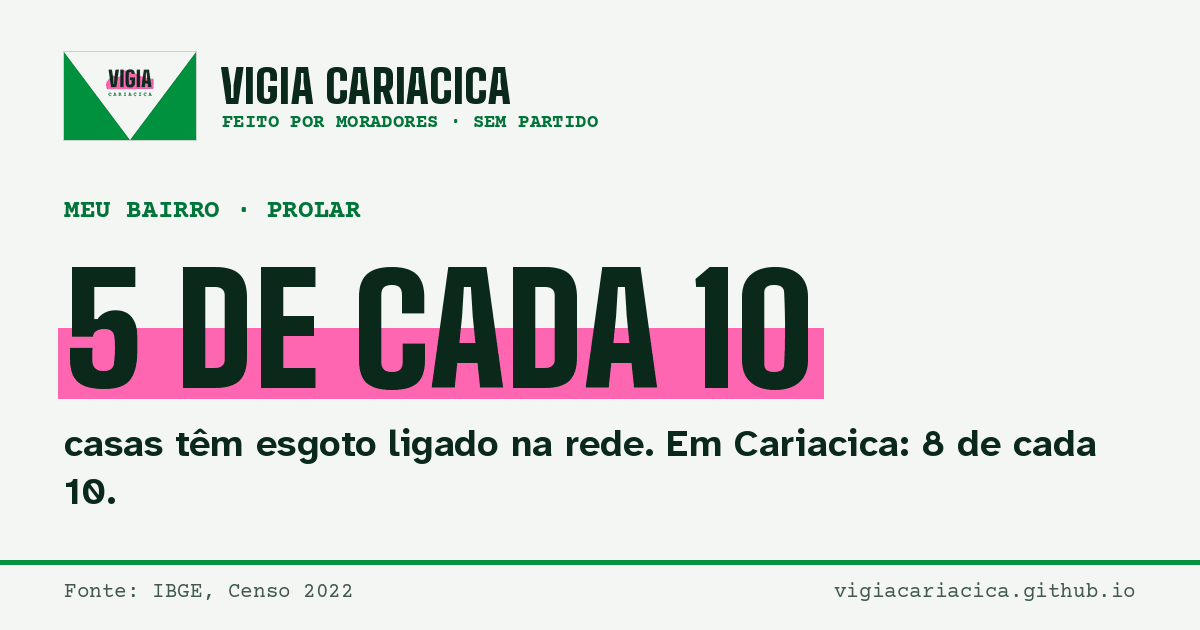 VIGIA
CARIACICA
VIGIA CARIACICA
FEITO POR MORADORES · SEM PARTIDO
MEU BAIRRO · PROLAR
5 DE CADA 10
casas têm esgoto ligado na rede. Em Cariacica: 8 de cada
10.
Fonte: IBGE, Censo 2022
vigiacariacica.github.io